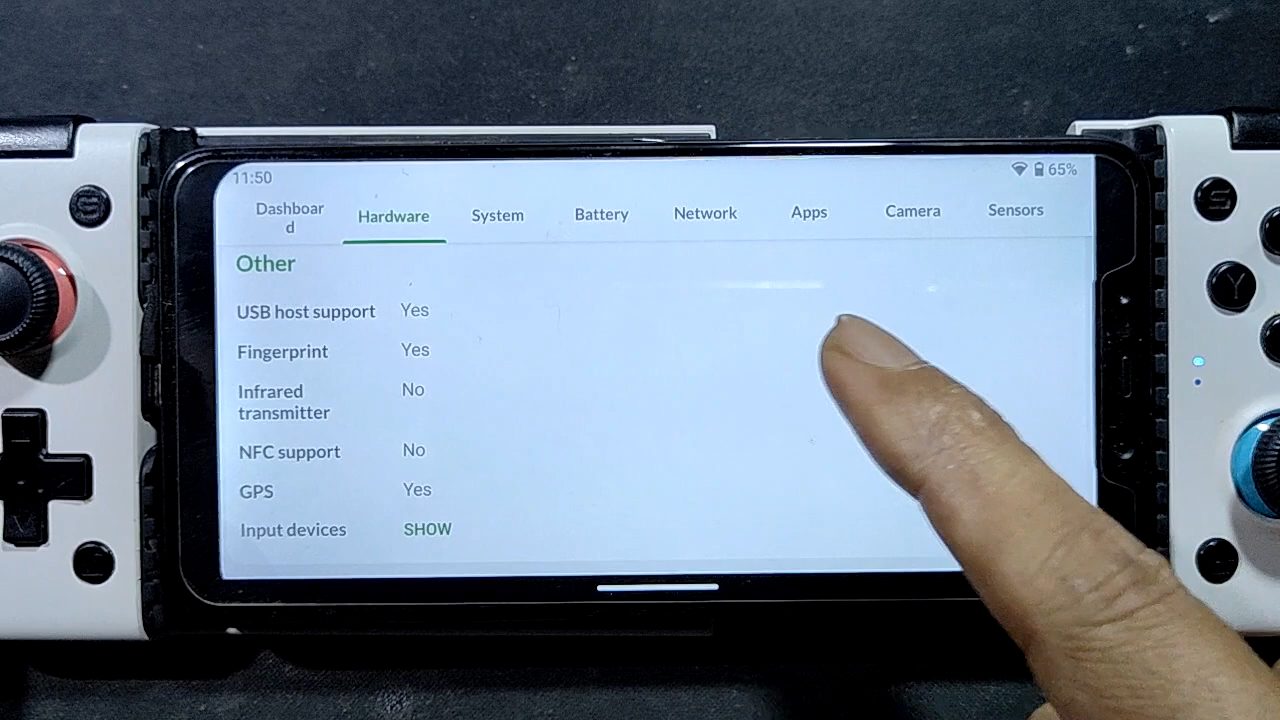 11:50
65%
Dashboar
d
Hardware
System
Battery
Network
Apps
Camera
Sensors
Other
USB host support Yes
Fingerprint Yes
Infrared No
transmitter
NFC support No
GPS Yes
Input devices SHOW
S
Y